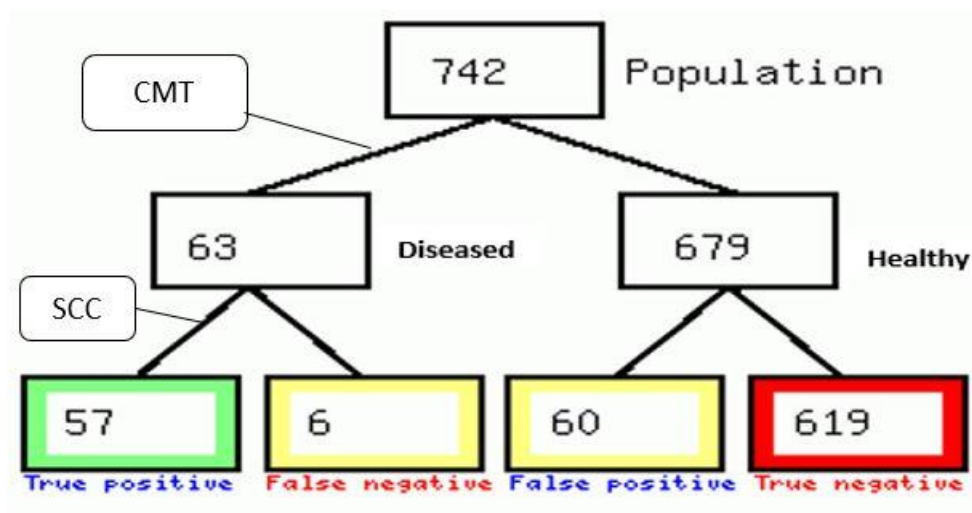 742 Population
CMT
63 Diseased
679 Healthy
SCC
57
6
60
619
True positive
False negative
False positive
True negative